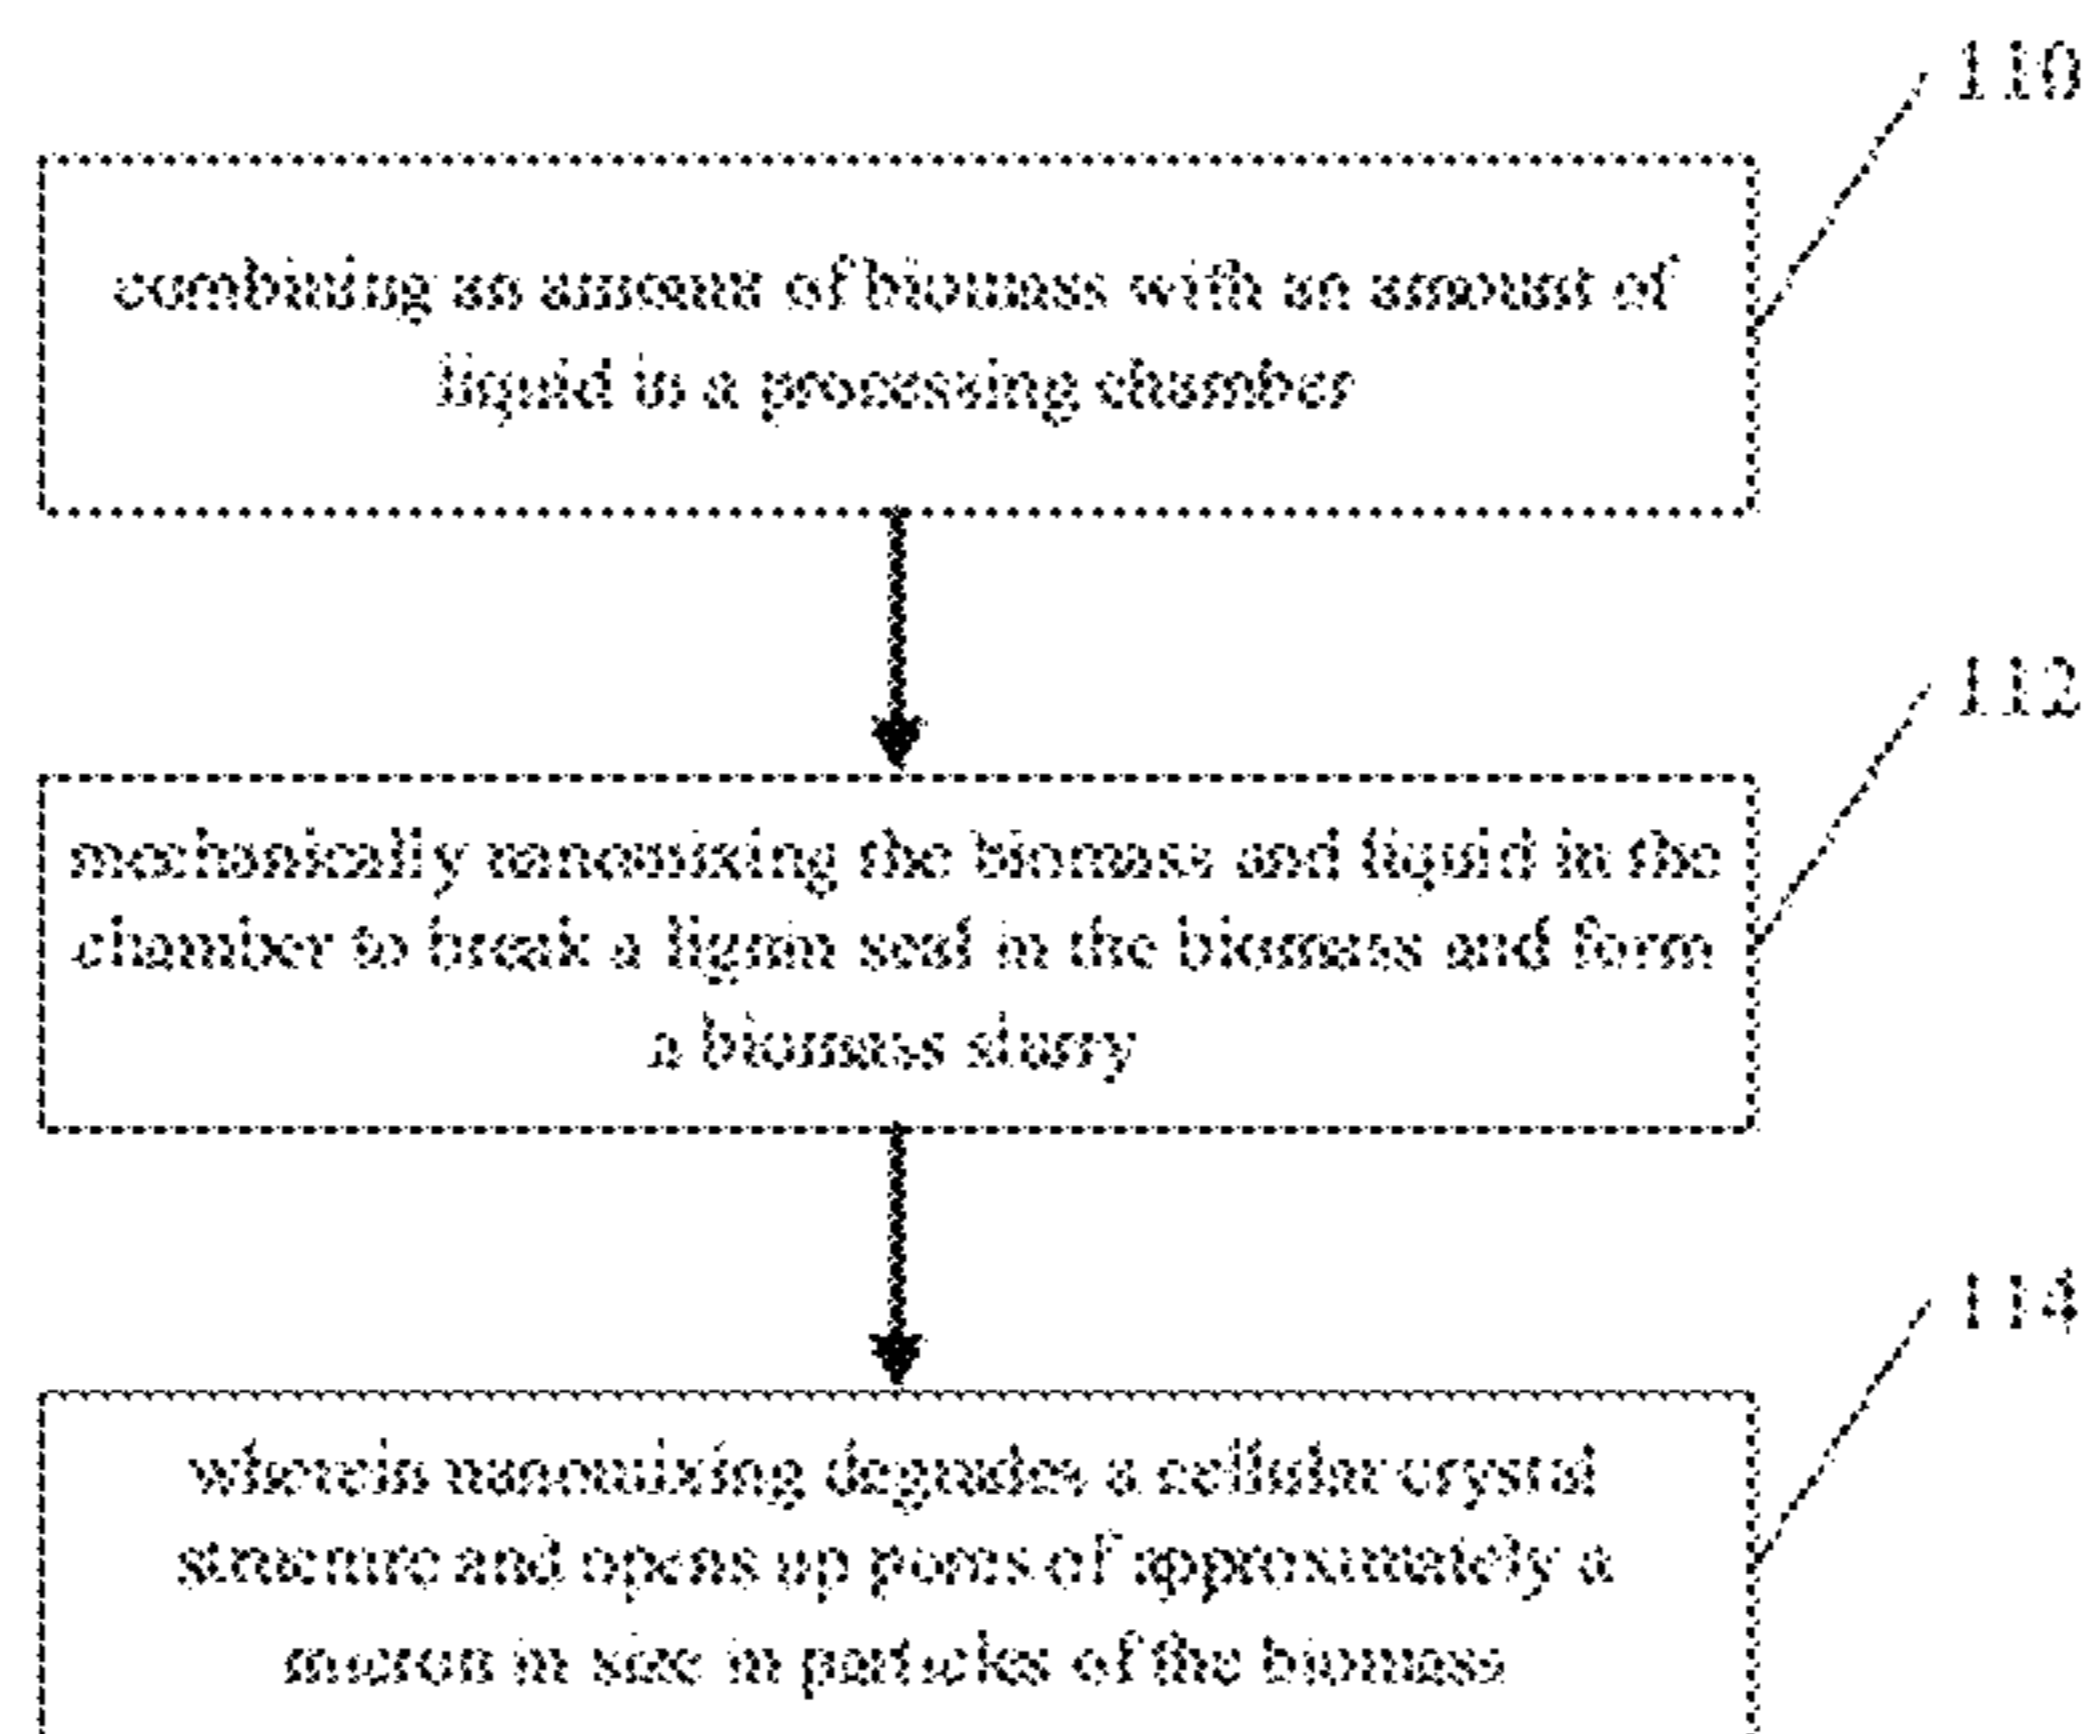 110
combining an amount of biomass with an amount of
liquid in a processing chamber
112
mechanically nanomixing the biomass and liquid in the
chamber to break a lignin seal in the biomass and form
a biomass slurry
114
wherein nanomixing degrades a cellular crystal
structure and opens up pores of approximately a
micron in size in particles of the biomass